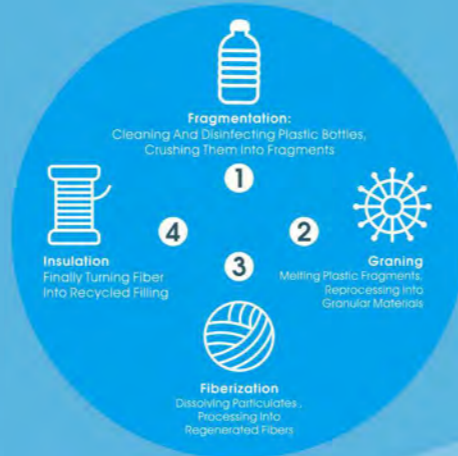 Fragmentation:
Cleaning And Disinfecting Plastic Bottles,
Crushing Them Into Fragments
1
4
2
3
Insulation
Finally Turning Fiber
Into Recycled Filling
Graning
Melting Plastic Fragments,
Reprocessing Into
Granular Materials
Fiberization
Dissolving Particulates ,
Processing Into
Regenerated Fibers